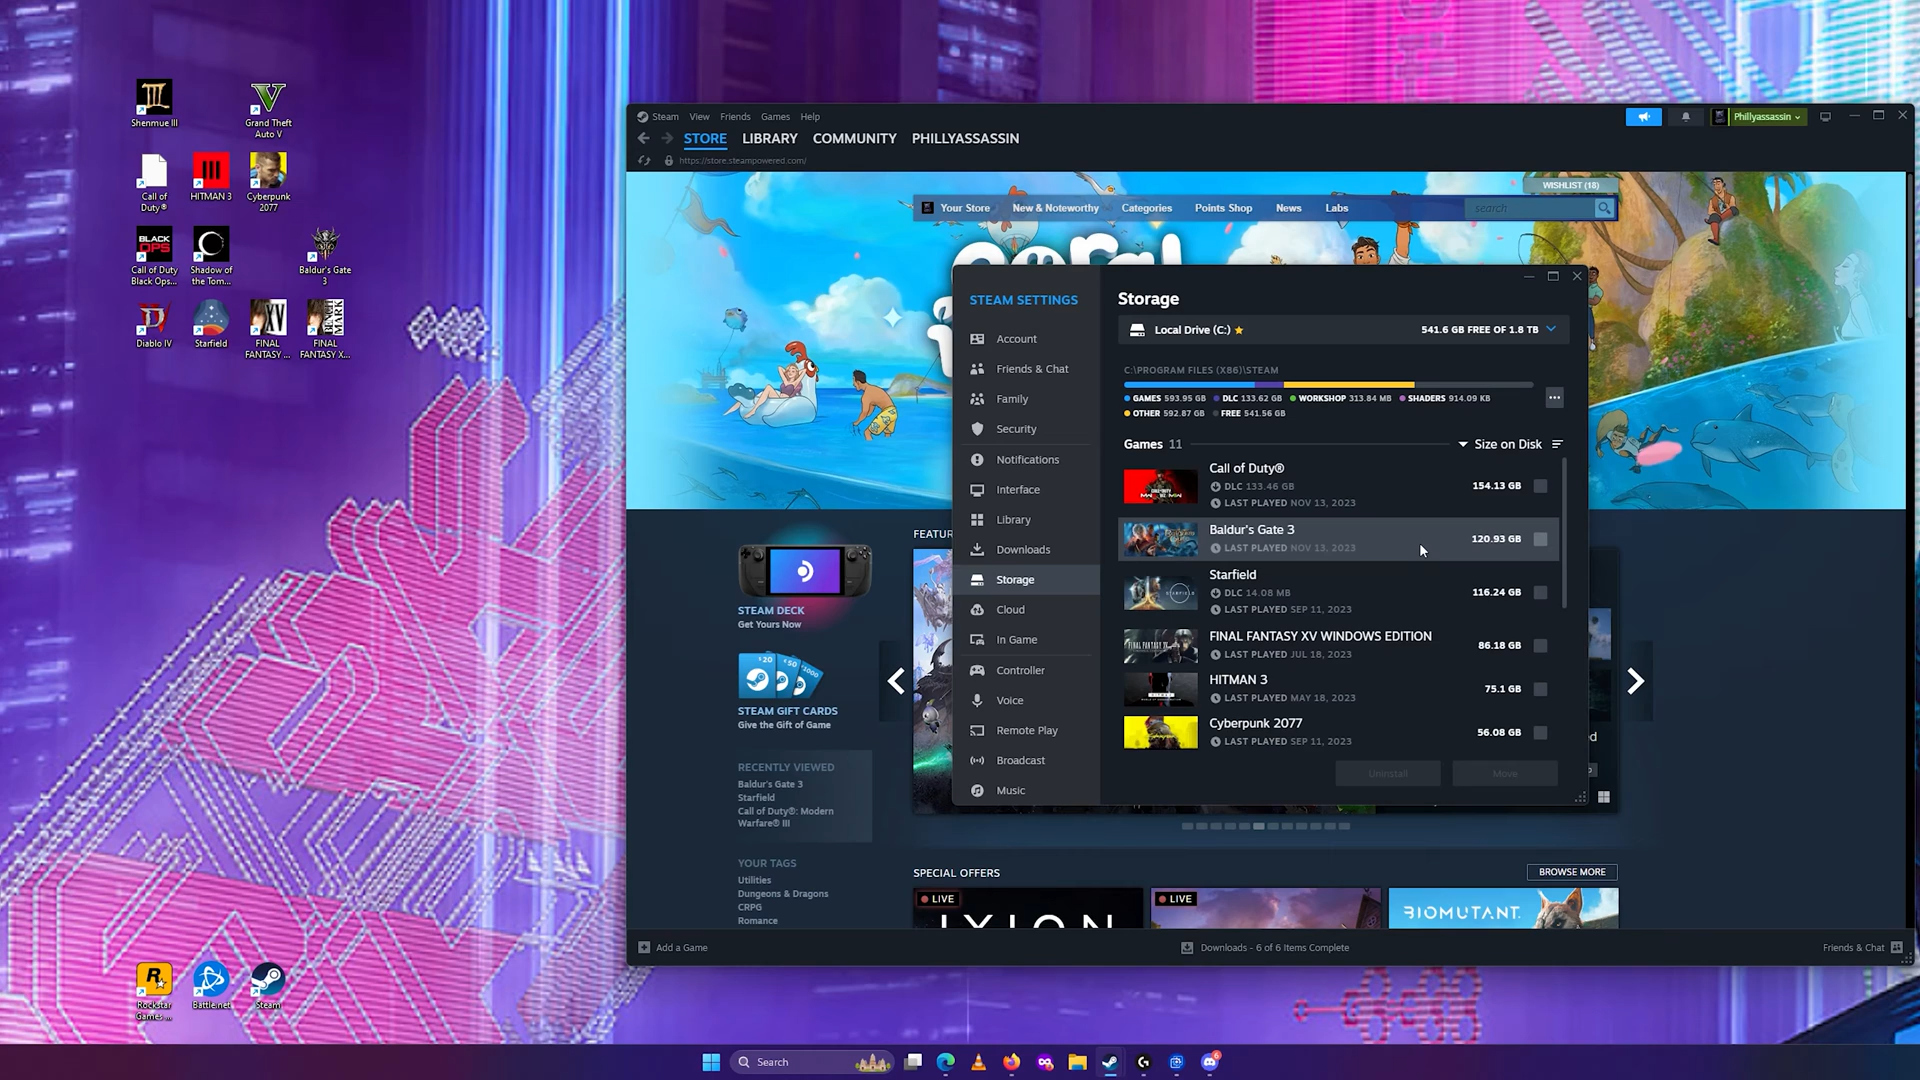 Shenmue III
Grand Theft
Auto V
Call of
Duty®
HITMAN 3
Cyberpunk
2077
BLACK
OPS
Call of Duty
Black Ops...
Shadow of
the Tom...
Baldur's Gate
3
Diablo IV
Starfield
XV
FINAL
FANTASY ...
BENCH
MARK
FINAL
FANTASY X...
Rockstar
Games ...
Battle.net
Steam
Steam View Friends Games Help
Phillyassassin
STORE LIBRARY COMMUNITY PHILLYASSASSIN
https://store.steampowered.com/
WISHLIST (18)
Your Store New & Noteworthy Categories Points Shop News Labs
search
STEAM SETTINGS
Account
Friends & Chat
Family
Security
Notifications
Interface
Library
Downloads
Storage
Cloud
In Game
Controller
Voice
Remote Play
Broadcast
Music
Storage
Local Drive (C:) 541.6 GB FREE OF 1.8 TB
C:\PROGRAM FILES (X86)\STEAM
GAMES 593.95 GB DLC 133.62 GB WORKSHOP 313.84 MB SHADERS 914.09 KB
OTHER 592.87 GB FREE 541.56 GB
Games 11 Size on Disk
Call of Duty®
DLC 133.46 GB 154.13 GB
LAST PLAYED NOV 13, 2023
Baldur's Gate 3
120.93 GB
LAST PLAYED NOV 13, 2023
Starfield
DLC 14.08 MB 116.24 GB
LAST PLAYED SEP 11, 2023
FINAL FANTASY XV WINDOWS EDITION
86.18 GB
LAST PLAYED JUL 18, 2023
HITMAN 3
75.1 GB
LAST PLAYED MAY 18, 2023
Cyberpunk 2077
56.08 GB
LAST PLAYED SEP 11, 2023
Uninstall Move
STEAM DECK
Get Yours Now
$20 $50
STEAM GIFT CARDS
Give the Gift of Game
RECENTLY VIEWED
Baldur's Gate 3
Starfield
Call of Duty®: Modern
Warfare® III
YOUR TAGS
Utilities
Dungeons & Dragons
CRPG
Romance
FEATUR
ed
SPECIAL OFFERS BROWSE MORE
LIVE
IXION
LIVE
BIOMUTANT
Add a Game
Downloads - 6 of 6 Items Complete
Friends & Chat
Search